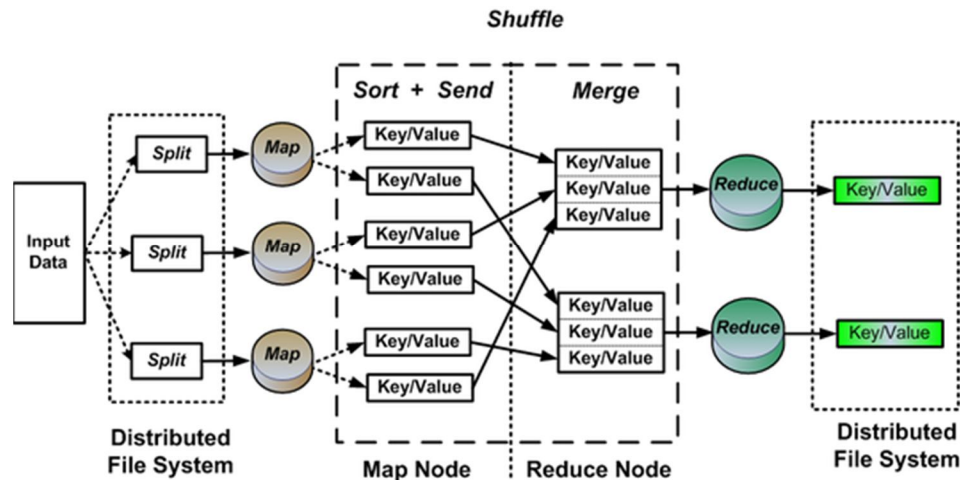 Shuffle
Sort + Send
Merge
Input
Data
Split
Split
Split
Map
Map
Map
Key/Value
Key/Value
Key/Value
Key/Value
Key/Value
Key/Value
Key/Value
Key/Value
Key/Value
Key/Value
Key/Value
Key/Value
Reduce
Reduce
Key/Value
Key/Value
Distributed
File System
Map Node
Reduce Node
Distributed
File System